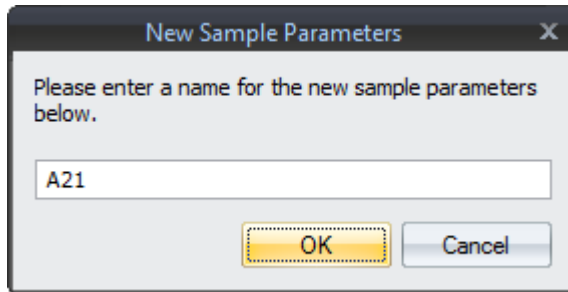 New Sample Parameters
Please enter a name for the new sample parameters
below.
A21
OK
Cancel